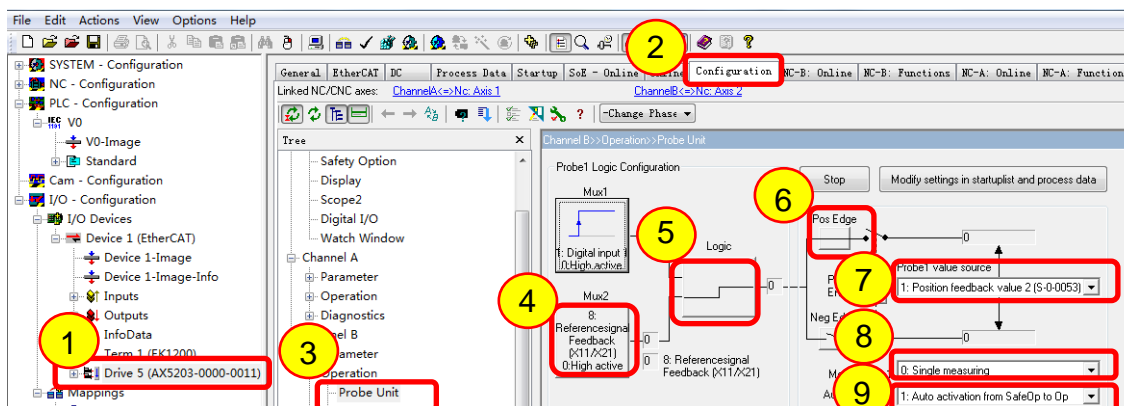 File Edit Actions View Options Help
2
SYSTEM - Configuration
NC - Configuration
PLC - Configuration
IEC 1131 V0
V0-Image
Standard
Cam - Configuration
I/O - Configuration
I/O Devices
Device 1 (EtherCAT)
Device 1-Image
Device 1-Image-Info
Inputs
Outputs
InfoData
Term 1 (EK1200)
1
Drive 5 (AX5203-0000-0011)
Mappings
General EtherCAT DC Process Data Startup SoE - Online Online Configuration NC-B: Online NC-B: Functions NC-A: Online NC-A: Function
Linked NC/CNC axes: ChannelA<=>Nc: Axis 1 ChannelB<=>Nc: Axis 2
-Change Phase
Tree X
Safety Option
Display
Scope2
Digital I/O
Watch Window
Channel A
Parameter
Operation
Diagnostics
nel B
ameter
3
Operation
Probe Unit
Channel B>>Operation>>Probe Unit
Probe1 Logic Configuration
Stop Modify settings in startuplist and process data
Mux1
1: Digital input 1
0:High active
5
Logic
0
4
Mux2
8:
Referencesignal
Feedback
(X11/X21)
0:High active
0
0 8: Referencesignal
Feedback (X11/X21)
6
Pos Edge
0
7
Probe1 value source
1: Position feedback value 2 (S-0-0053)
Neg Ed
0
8
0: Single measuring
9
1: Auto activation from SafeOp to Op